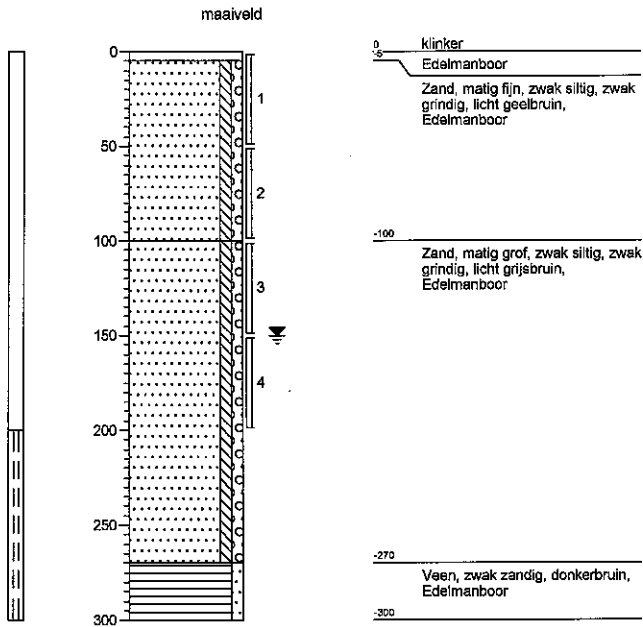 maaiveld
0
50
100
150
200
250
300
1
2
3
4
0
klinker
-5
Edelmanboor
Zand, matig fijn, zwak siltig, zwak
grindig, licht geelbruin,
Edelmanboor
-100
Zand, matig grof, zwak siltig, zwak
grindig, licht grijsbruin,
Edelmanboor
-270
Veen, zwak zandig, donkerbruin,
Edelmanboor
-300